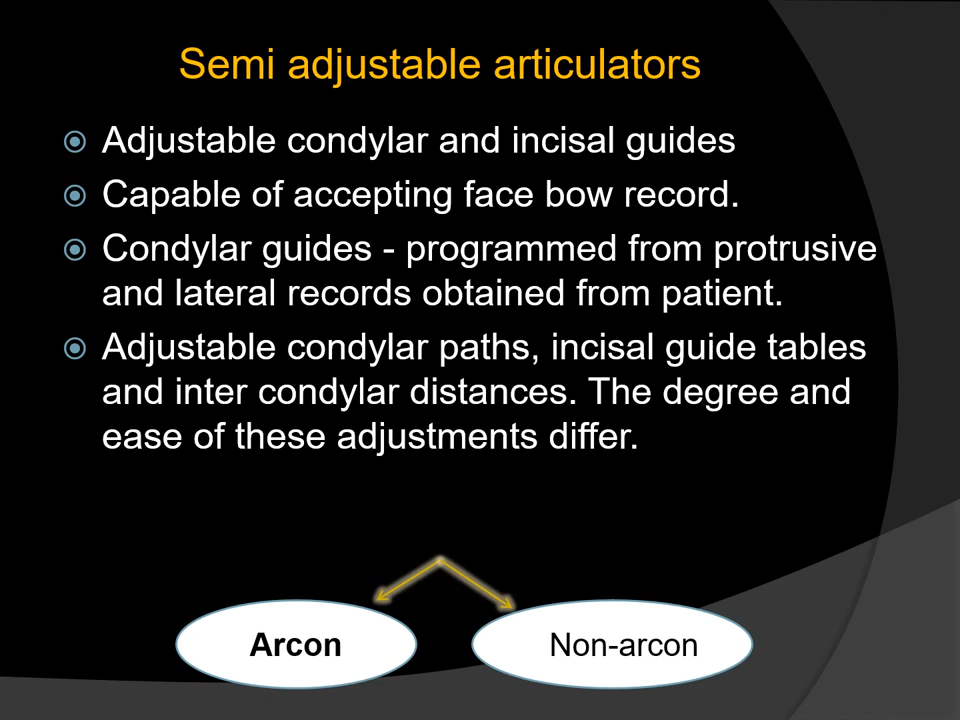 Semi adjustable articulators
Adjustable condylar and incisal guides
Capable of accepting face bow record.
Condylar guides - programmed from protrusive
and lateral records obtained from patient.
Adjustable condylar paths, incisal guide tables
and inter condylar distances. The degree and
ease of these adjustments differ.
Arcon
Non-arcon